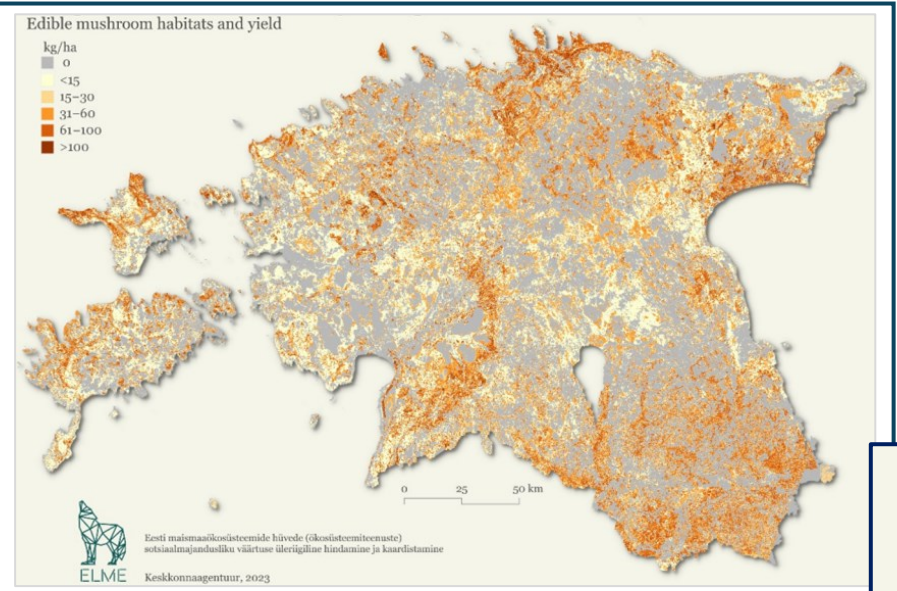 Edible mushroom habitats and yield
kg/ha
0
<15
15–30
31–60
61–100
>100
0 25 50 km
Eesti maismaaökosüsteemide hüvede (ökosüsteemiteenuste)
sotsiaalmajandusliku väärtuse üleriigiline hindamine ja kaardistamine
ELME
Keskkonnaagentuur, 2023